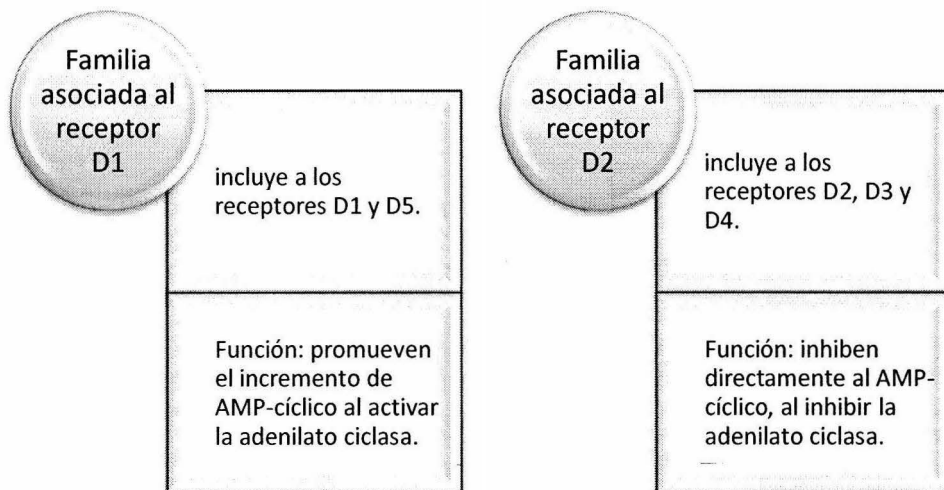 Familia
asociada al
receptor
D1
incluye a los
receptores D1 y D5.
Función: promueven
el incremento de
AMP-cíclico al activar
la adenilato ciclasa.
Familia
asociada al
receptor
D2
incluye a los
receptores D2, D3 y
D4.
Función: inhiben
directamente al AMP-
cíclico, al inhibir la
adenilato ciclasa.